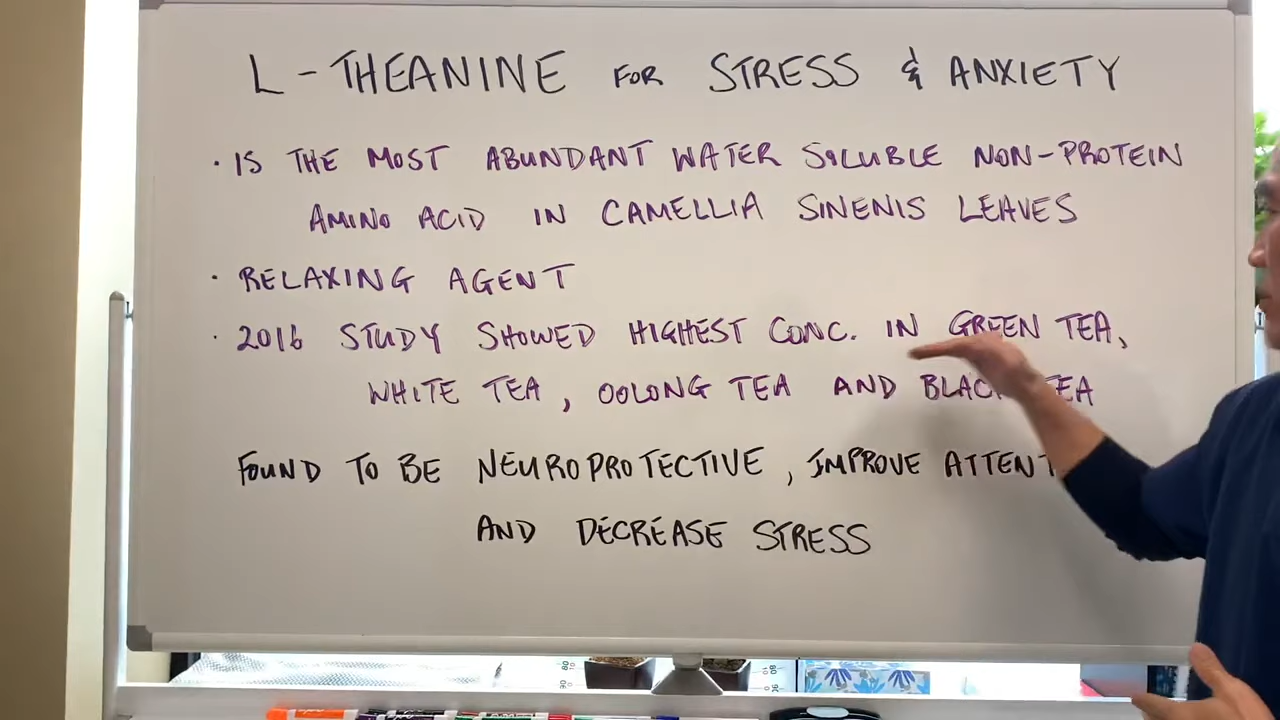 L - THEANINE FOR STRESS & ANXIETY
· IS THE MOST ABUNDANT WATER SOLUBLE NON-PROTEIN
AMINO ACID IN CAMELLIA SINENIS LEAVES
· RELAXING AGENT
· 2016 STUDY SHOWED HIGHEST CONC. IN GREEN TEA,
WHITE TEA, OOLONG TEA AND BLACK TEA
FOUND TO BE NEUROPROTECTIVE, IMPROVE
AND DECREASE STRESS